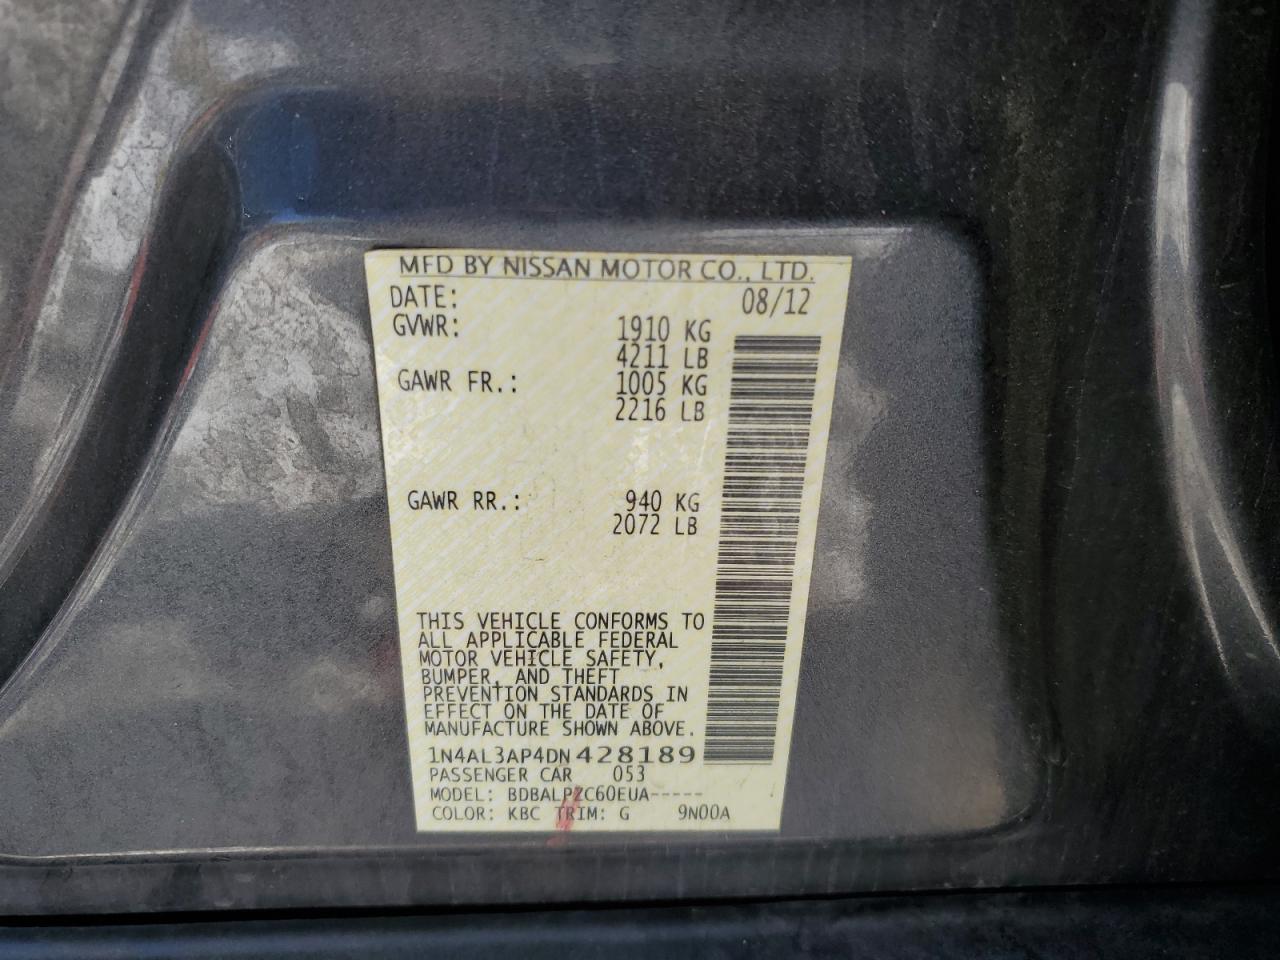 MFD BY NISSAN MOTOR CO., LTD.
DATE: 08/12
GVWR: 1910 KG
4211 LB
GAWR FR.: 1005 KG
2216 LB
GAWR RR.: 940 KG
2072 LB
THIS VEHICLE CONFORMS TO
ALL APPLICABLE FEDERAL
MOTOR VEHICLE SAFETY,
BUMPER, AND THEFT
PREVENTION STANDARDS IN
EFFECT ON THE DATE OF
MANUFACTURE SHOWN ABOVE.
1N4AL3AP4DN428189
PASSENGER CAR 053
MODEL: BDBALPZC60EUA-----
COLOR: KBC TRIM: G 9N00A